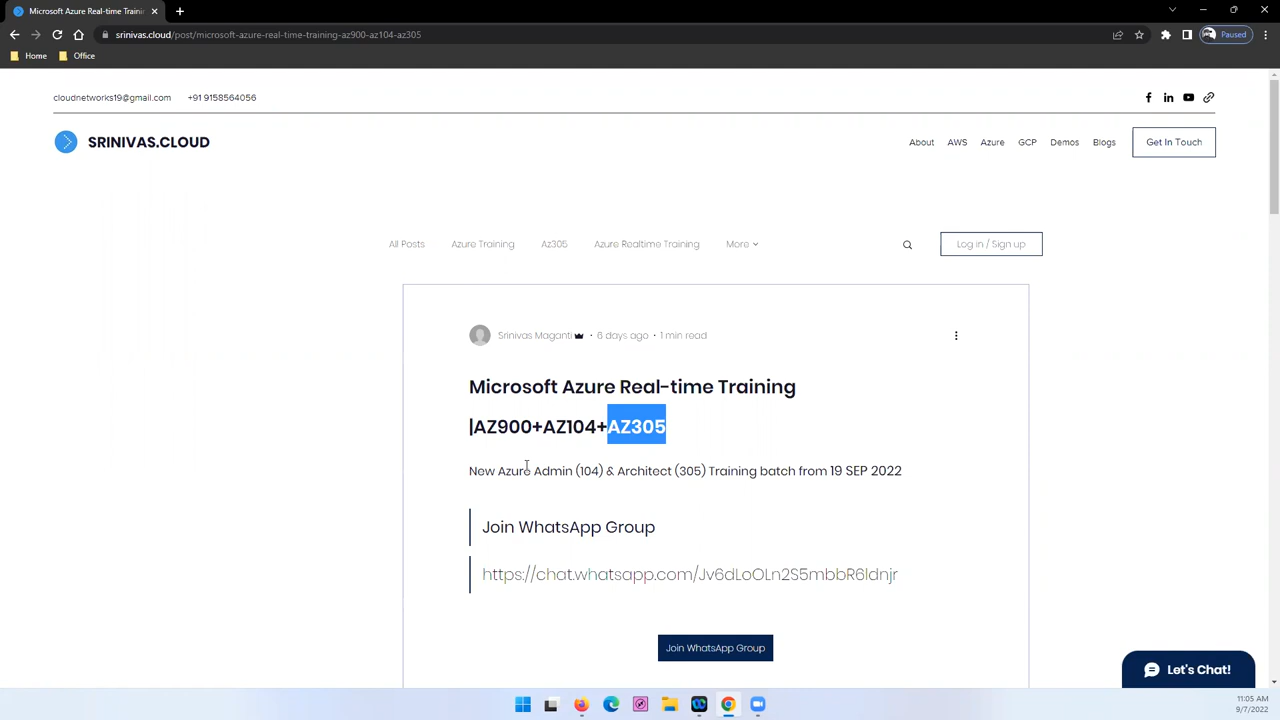 Microsoft Azure Real-time Trainin
srinivas.cloud/post/microsoft-azure-real-time-training-az900-az104-az305
Paused
Home
Office
cloudnetworks19@gmail.com
+91 9158564056
SRINIVAS.CLOUD
About
AWS
Azure
GCP
Demos
Blogs
Get In Touch
All Posts
Azure Training
Az305
Azure Realtime Training
More
Log in / Sign up
Srinivas Maganti
· 6 days ago · 1 min read
Microsoft Azure Real-time Training
|AZ900+AZ104+AZ305
New Azure Admin (104) & Architect (305) Training batch from 19 SEP 2022
Join WhatsApp Group
https://chat.whatsapp.com/Jv6dLoOLn2S5mbbR6Idnjr
Join WhatsApp Group
Let's Chat!
11:05 AM
9/7/2022